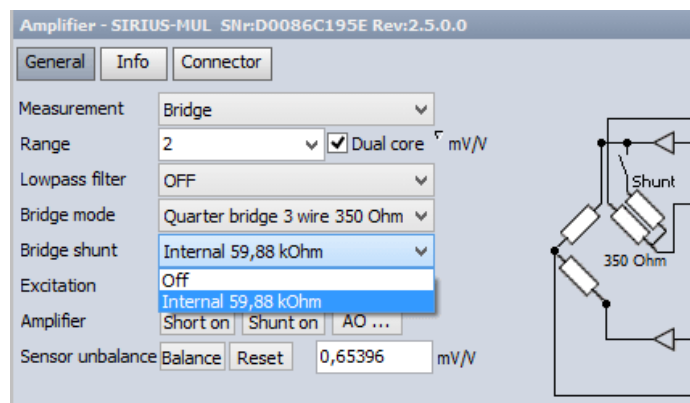 Amplifier - SIRIUS-MUL SNr:D0086C195E Rev:2.5.0.0
General Info Connector
Measurement Bridge
Range 2 Dual core mV/V
Lowpass filter OFF
Shunt
Bridge mode Quarter bridge 3 wire 350 Ohm
Bridge shunt Internal 59,88 kOhm
350 Ohm
Excitation Off
Internal 59,88 kOhm
Amplifier Short on Shunt on AO ...
Sensor unbalance Balance Reset 0,65396 mV/V